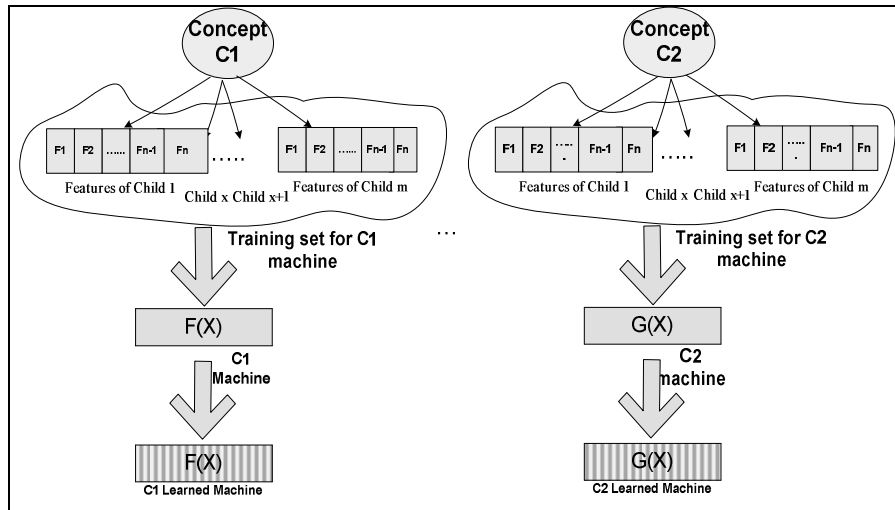 Concept
C1
F1 F2 ...... Fn-1 Fn
.....
F1 F2 ...... Fn-1 Fn
Features of Child 1
Child x Child x+1
Features of Child m
Training set for C1
machine
F(X)
C1
Machine
F(X)
C1 Learned Machine
...
Concept
C2
F1 F2 ...... Fn-1 Fn
.....
F1 F2 ...... Fn-1 Fn
Features of Child 1
Child x Child x+1
Features of Child m
Training set for C2
machine
G(X)
C2
machine
G(X)
C2 Learned Machine